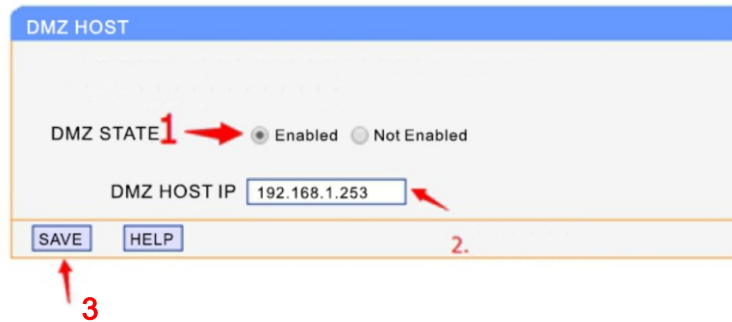 DMZ HOST
DMZ STATE 1 Enabled Not Enabled
DMZ HOST IP 192.168.1.253
SAVE HELP 2.
3